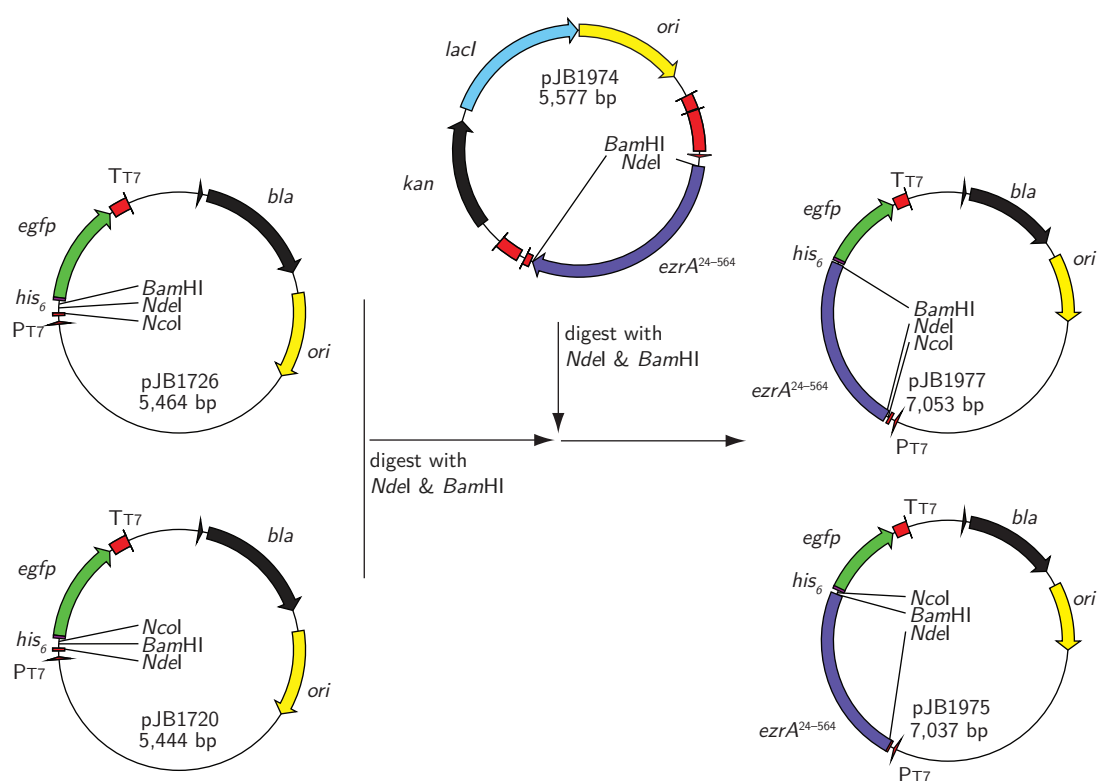 lacI
ori
pJB1974
5,577 bp
BamHI
NdeI
kan
ezrA24–564
TT7
bla
egfp
BamHI
his6
NdeI
NcoI
PT7
ori
pJB1726
5,464 bp
digest with
NdeI & BamHI
digest with
NdeI & BamHI
TT7
bla
egfp
ori
his6
BamHI
NdeI
NcoI
pJB1977
7,053 bp
ezrA24–564
PT7
TT7
bla
egfp
NcoI
his6
BamHI
NdeI
PT7
ori
pJB1720
5,444 bp
TT7
bla
egfp
his6
NcoI
BamHI
NdeI
ori
pJB1975
7,037 bp
ezrA24–564
PT7